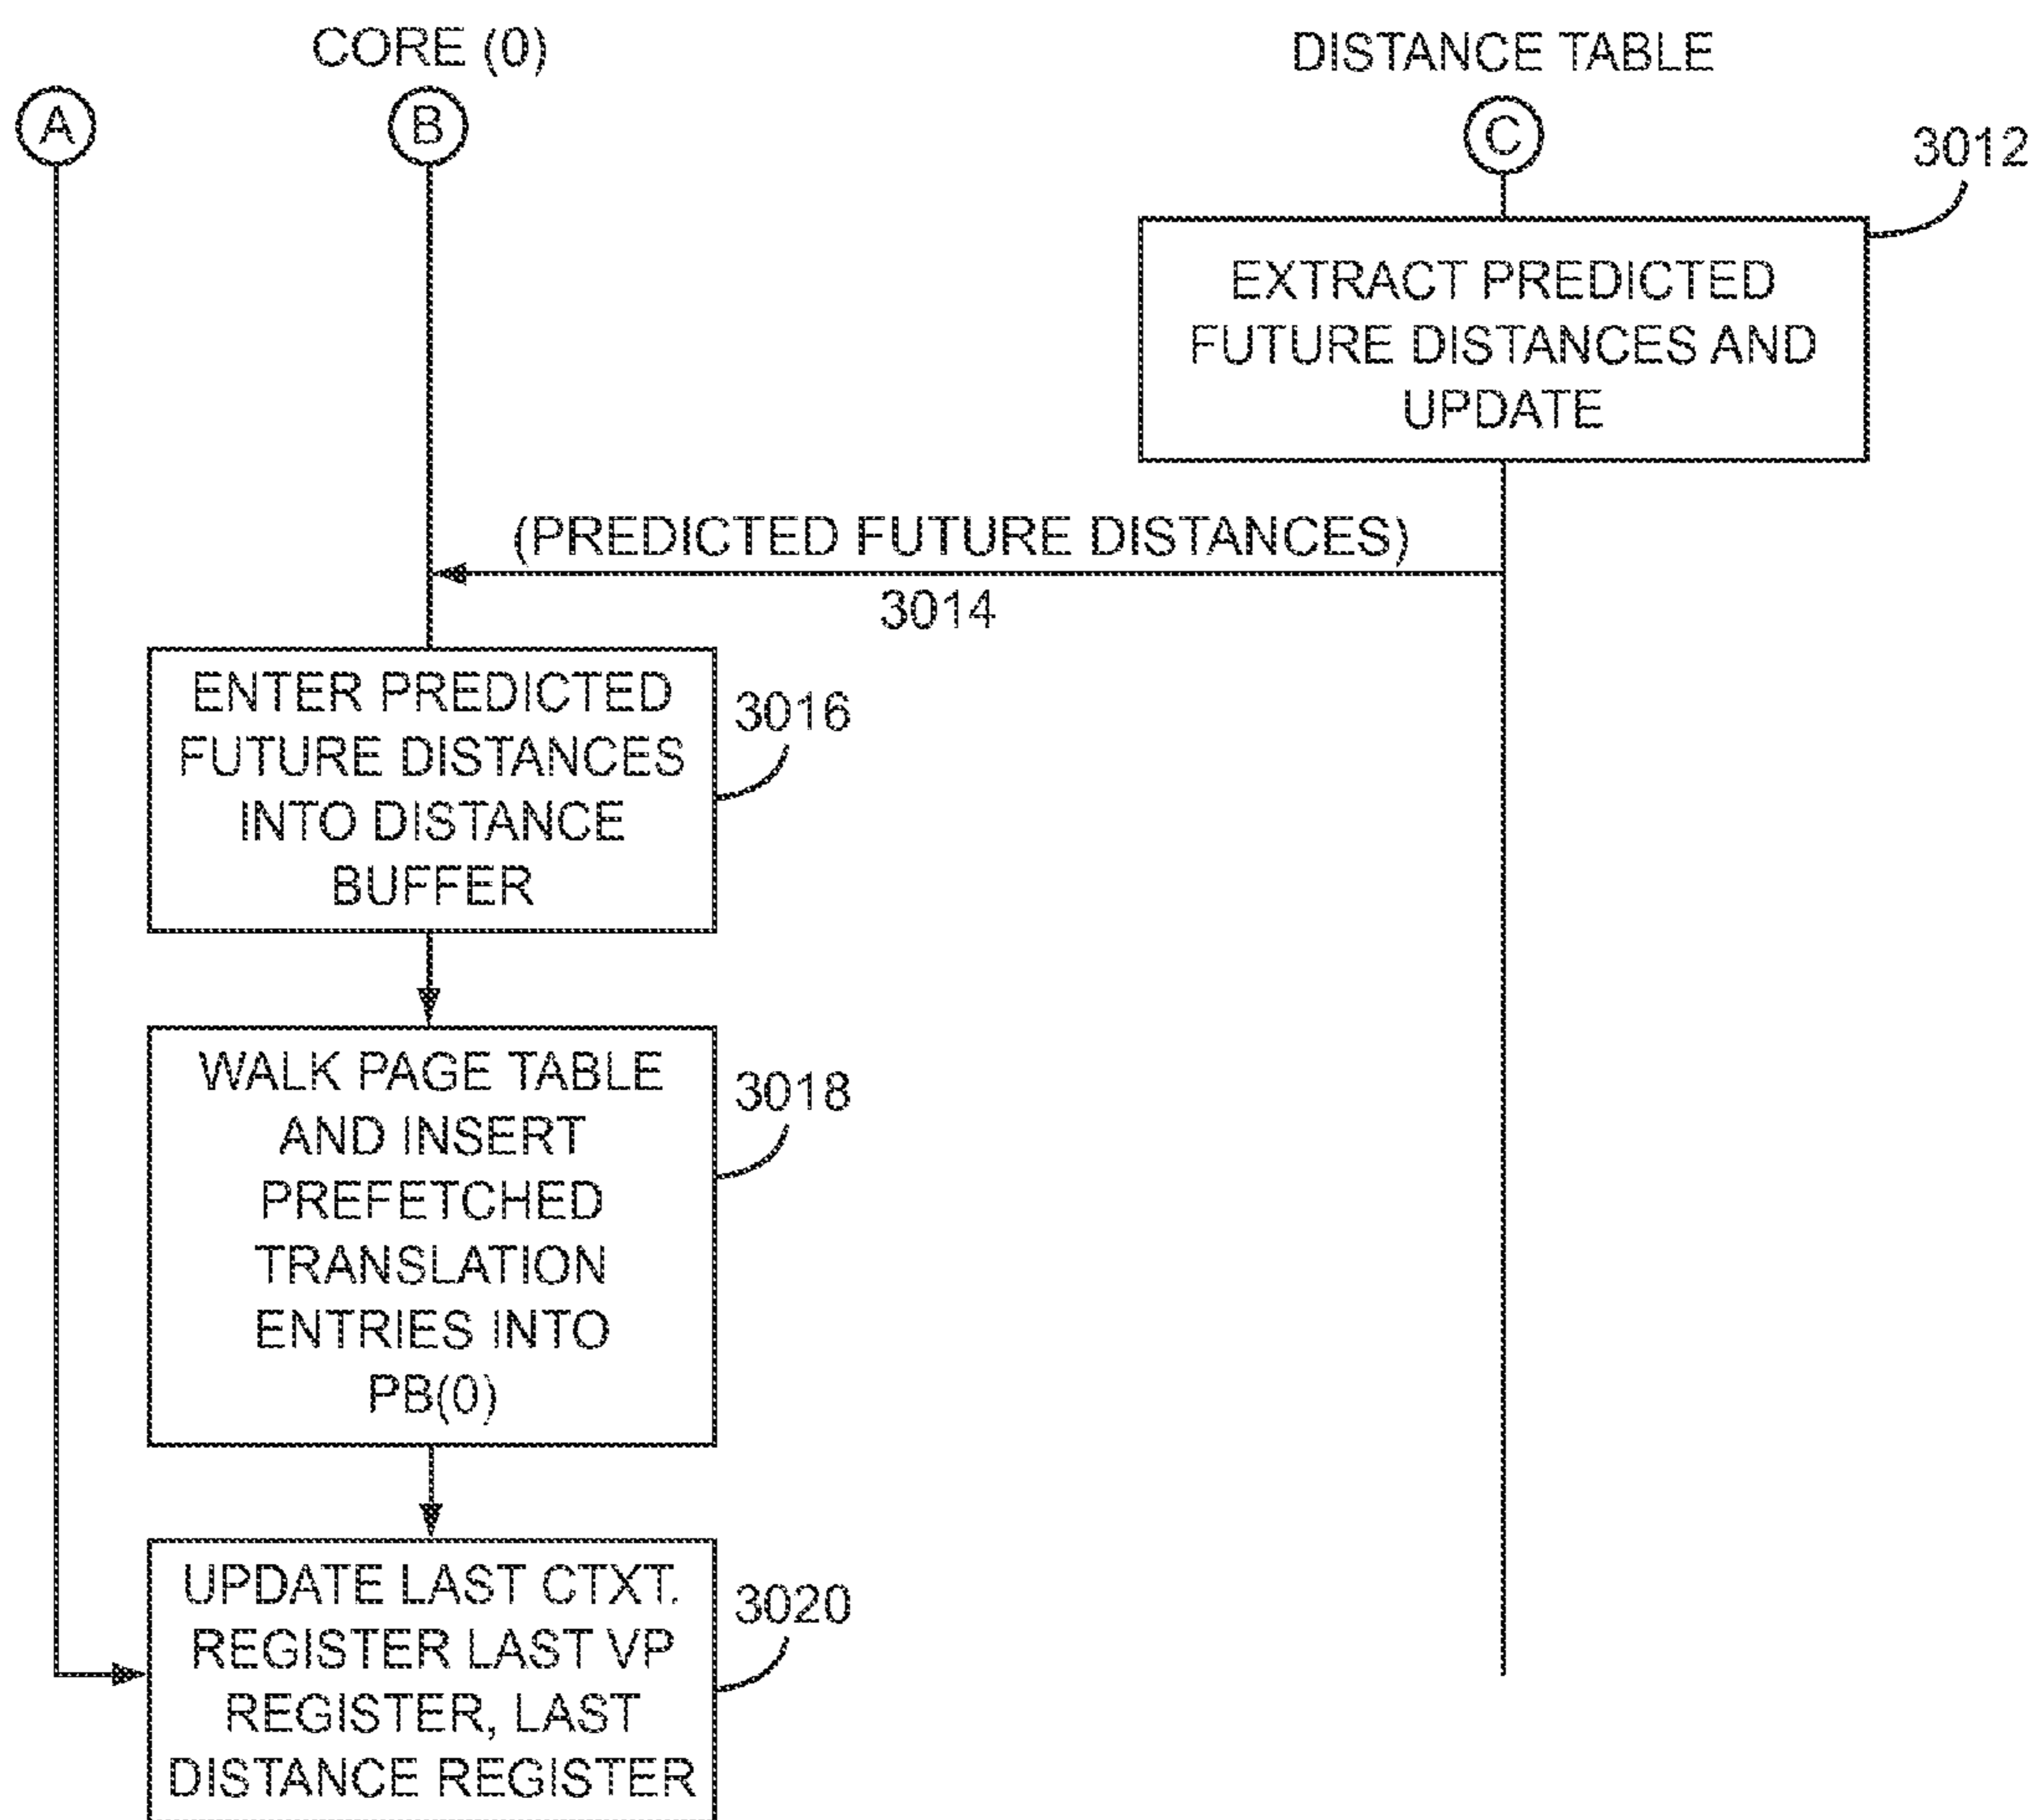 CORE (0)
DISTANCE TABLE
A
B
C
3012
EXTRACT PREDICTED
FUTURE DISTANCES AND
UPDATE
(PREDICTED FUTURE DISTANCES)
3014
ENTER PREDICTED
FUTURE DISTANCES
INTO DISTANCE
BUFFER
3016
WALK PAGE TABLE
AND INSERT
PREFETCHED
TRANSLATION
ENTRIES INTO
PB(0)
3018
UPDATE LAST CTXT.
REGISTER LAST VP
REGISTER, LAST
DISTANCE REGISTER
3020